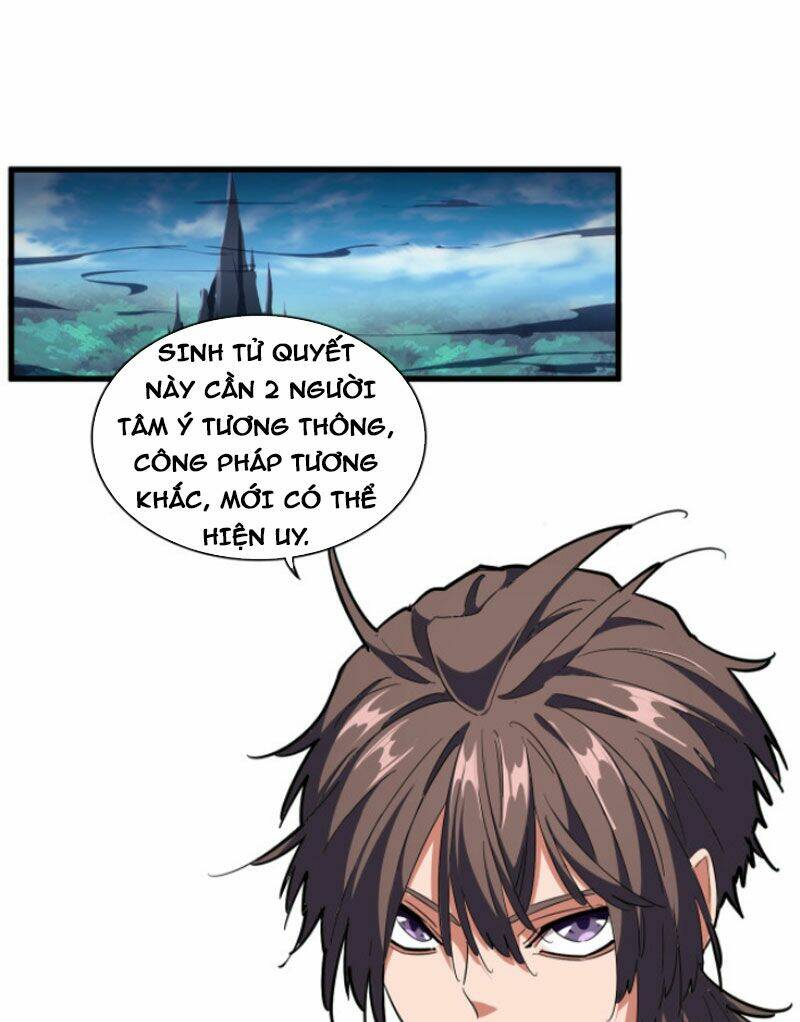 SINH TỬ QUYẾT
NÀY CẦN 2 NGƯỜI
TÂM Ý TƯƠNG THÔNG,
CÔNG PHÁP TƯƠNG
KHẮC, MỚI CÓ THỂ
HIỆN UY.